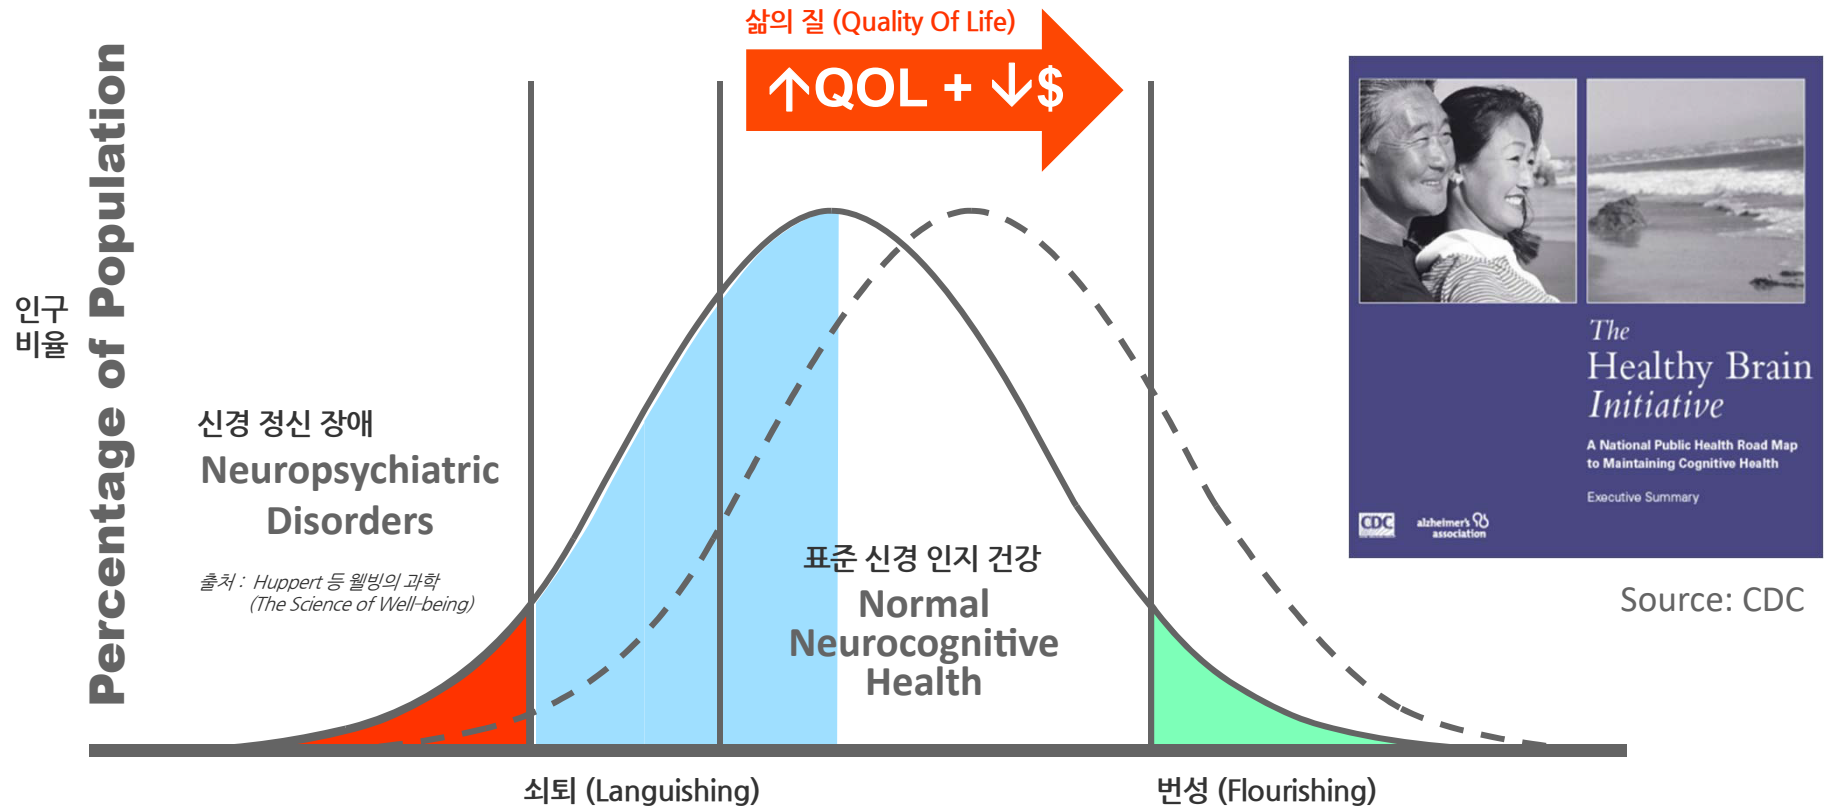 삶의 질 (Quality Of Life)
↑QOL + ↓$
Percentage of Population
인구
비율
신경 정신 장애
Neuropsychiatric
Disorders
출처 : Huppert 등 웰빙의 과학
(The Science of Well-being)
표준 신경 인지 건강
Normal
Neurocognitive
Health
쇠퇴 (Languishing)
번성 (Flourishing)
The
Healthy Brain
Initiative
A National Public Health Road Map
to Maintaining Cognitive Health
Executive Summary
CDC
alzheimer's
association
Source: CDC